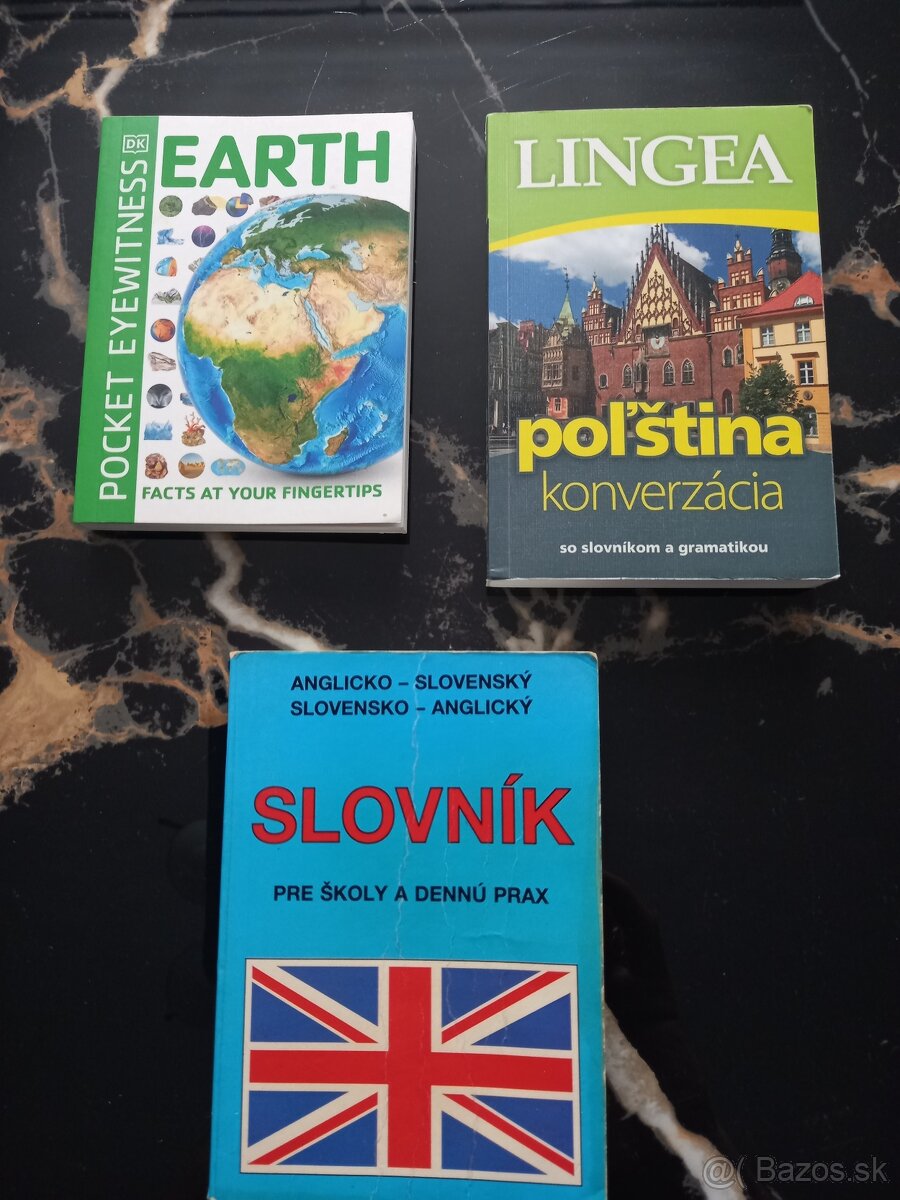 DK
POCKET EYEWITNESS
EARTH
FACTS AT YOUR FINGERTIPS
LINGEA
poľština
konverzácia
so slovníkom a gramatikou
ANGLICKO – SLOVENSKÝ
SLOVENSKO – ANGLICKÝ
SLOVNÍK
PRE ŠKOLY A DENNÚ PRAX
@( Bazos.sk